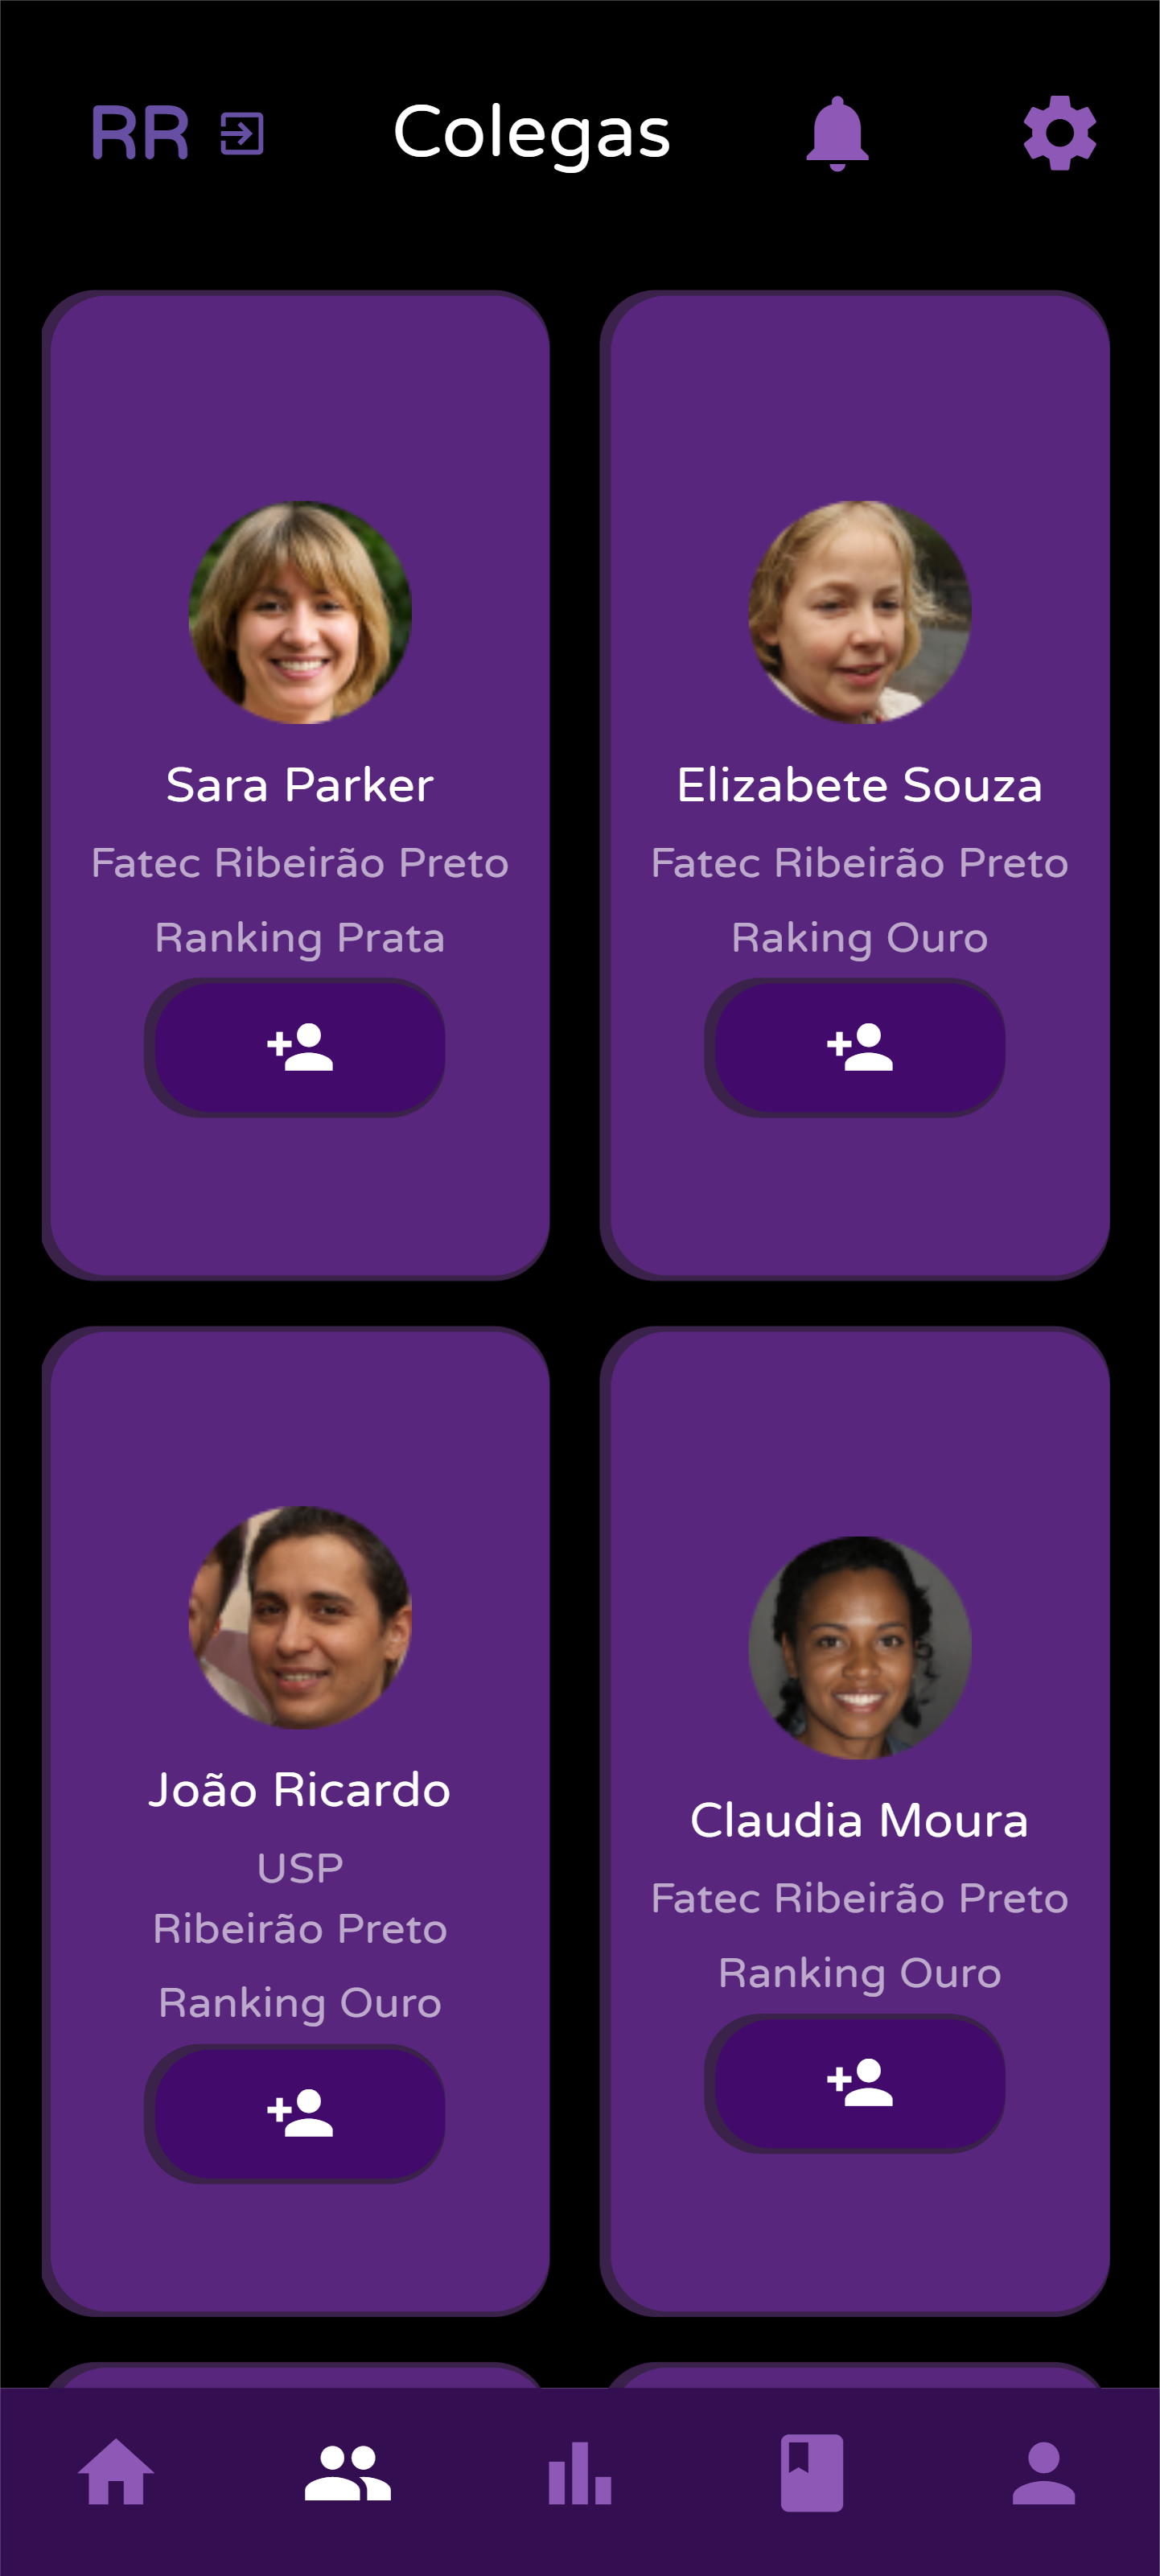 RR
Colegas
Sara Parker
Fatec Ribeirão Preto
Ranking Prata
Elizabete Souza
Fatec Ribeirão Preto
Raking Ouro
João Ricardo
USP
Ribeirão Preto
Ranking Ouro
Claudia Moura
Fatec Ribeirão Preto
Ranking Ouro